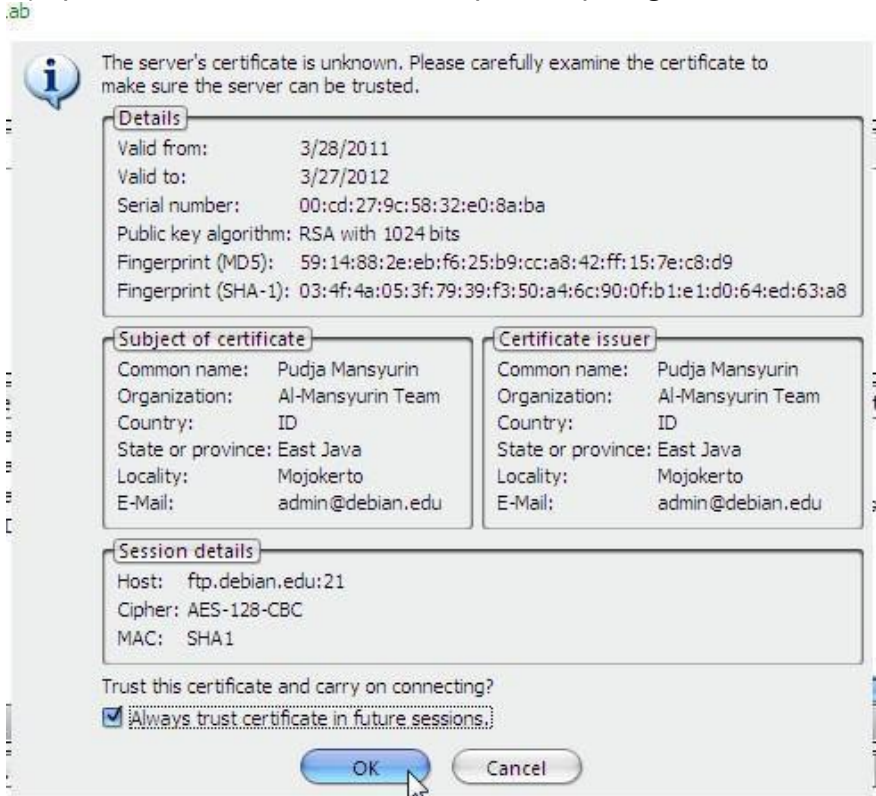 ab
The server's certificate is unknown. Please carefully examine the certificate to
make sure the server can be trusted.
Details
Valid from: 3/28/2011
Valid to: 3/27/2012
Serial number: 00:cd:27:9c:58:32:e0:8a:ba
Public key algorithm: RSA with 1024 bits
Fingerprint (MD5): 59:14:88:2e:eb:f6:25:b9:cc:a8:42:ff:15:7e:c8:d9
Fingerprint (SHA-1): 03:4f:4a:05:3f:79:39:f3:50:a4:6c:90:0f:b1:e1:d0:64:ed:63:a8
Subject of certificate
Common name: Pudja Mansyurin
Organization: Al-Mansyurin Team
Country: ID
State or province: East Java
Locality: Mojokerto
E-Mail: admin@debian.edu
Certificate issuer
Common name: Pudja Mansyurin
Organization: Al-Mansyurin Team
Country: ID
State or province: East Java
Locality: Mojokerto
E-Mail: admin@debian.edu
Session details
Host: ftp.debian.edu:21
Cipher: AES-128-CBC
MAC: SHA1
Trust this certificate and carry on connecting?
Always trust certificate in future sessions.
OK Cancel